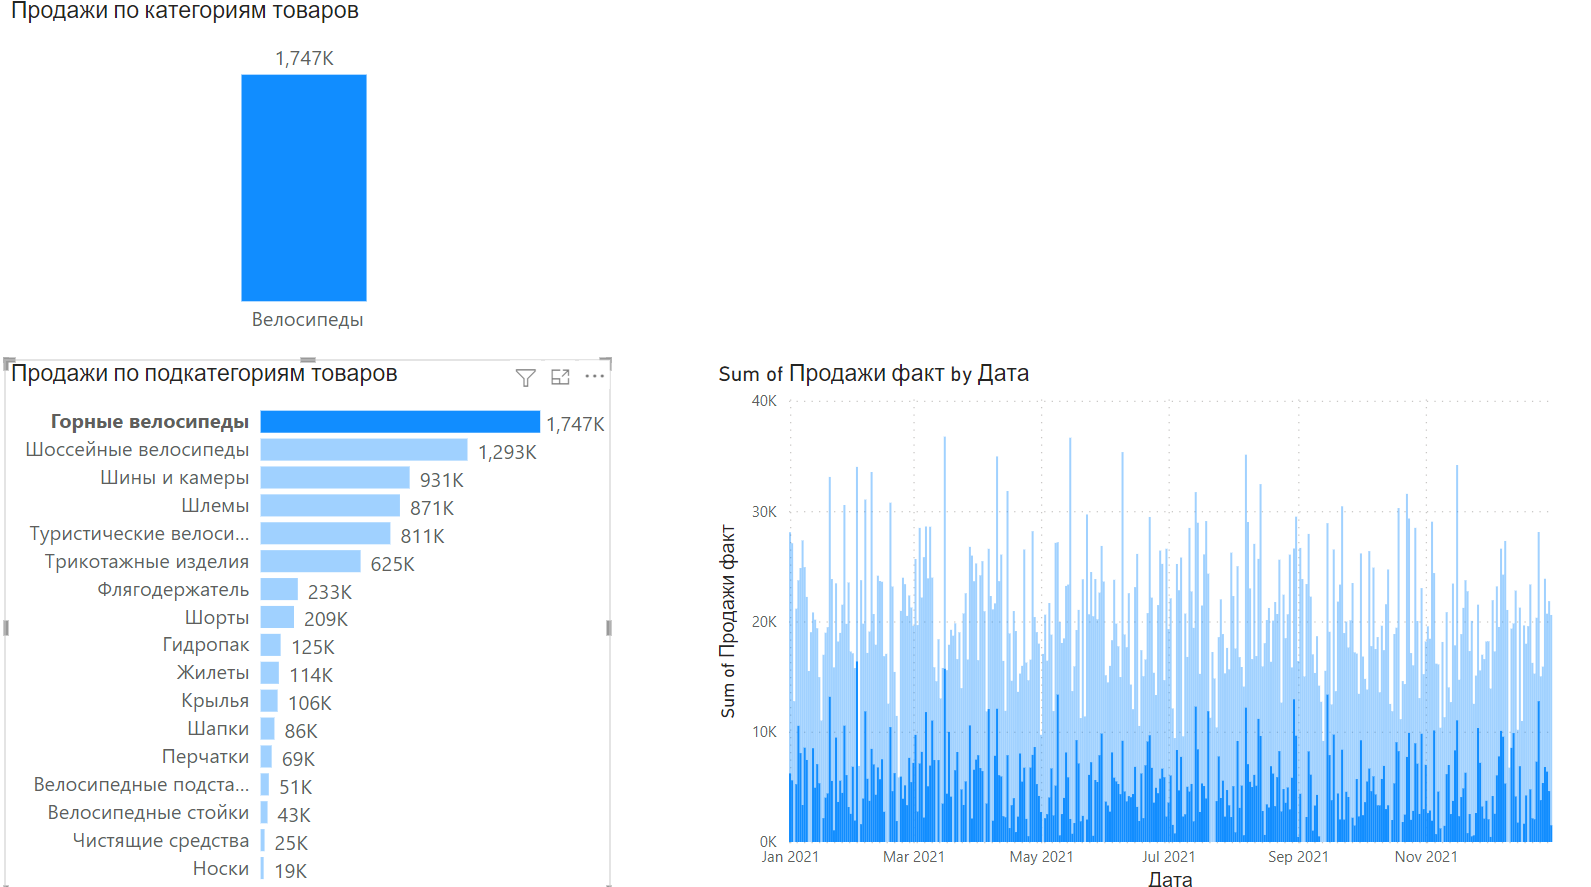 Продажи по категориям товаров
1,747K
Велосипеды
Продажи по подкатегориям товаров
Горные велосипеды 1,747K
Шоссейные велосипеды 1,293K
Шины и камеры 931K
Шлемы 871K
Туристические велоси... 811K
Трикотажные изделия 625K
Флягодержатель 233K
Шорты 209K
Гидропак 125K
Жилеты 114K
Крылья 106K
Шапки 86K
Перчатки 69K
Велосипедные подста... 51K
Велосипедные стойки 43K
Чистящие средства 25K
Носки 19K
Sum of Продажи факт by Дата
Sum of Продажи факт
40K
30K
20K
10K
0K
Jan 2021 Mar 2021 May 2021 Jul 2021 Sep 2021 Nov 2021
Дата